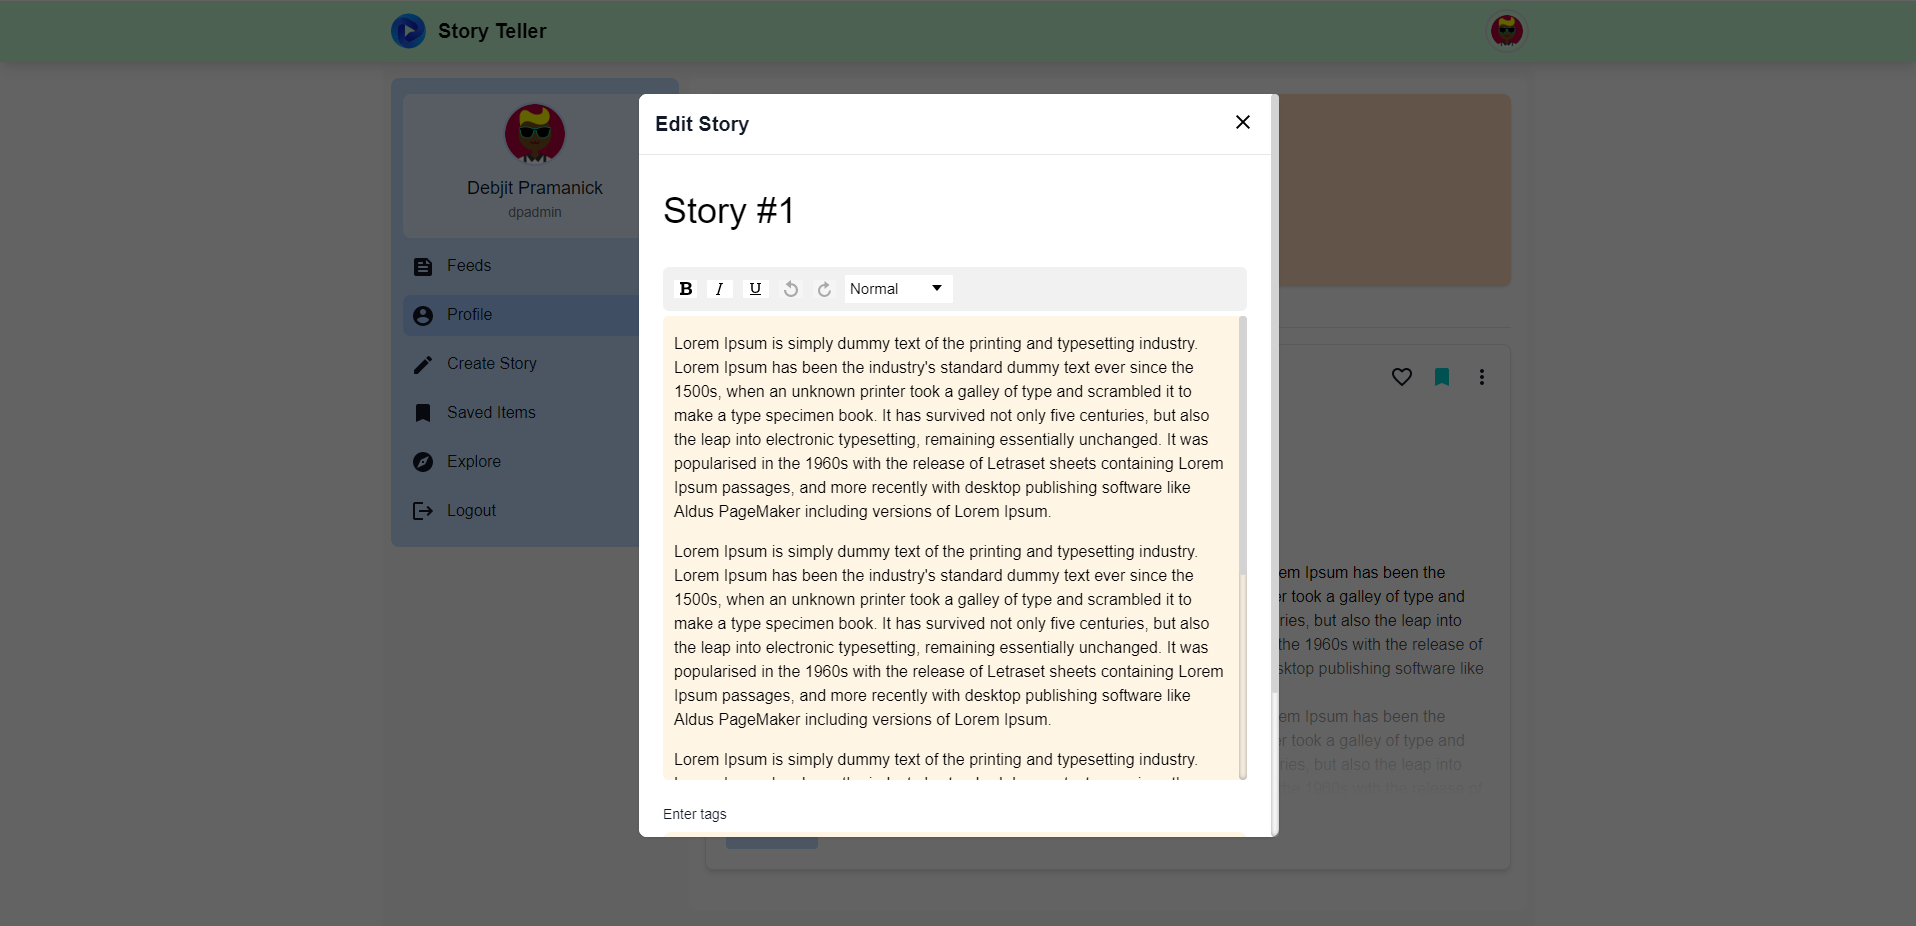 Story Teller
Debjit Pramanick
dpadmin
Feeds
Profile
Create Story
Saved Items
Explore
Logout
Edit Story
Story #1
B I U Normal
Lorem Ipsum is simply dummy text of the printing and typesetting industry.
Lorem Ipsum has been the industry's standard dummy text ever since the
1500s, when an unknown printer took a galley of type and scrambled it to
make a type specimen book. It has survived not only five centuries, but also
the leap into electronic typesetting, remaining essentially unchanged. It was
popularised in the 1960s with the release of Letraset sheets containing Lorem
Ipsum passages, and more recently with desktop publishing software like
Aldus PageMaker including versions of Lorem Ipsum.
Lorem Ipsum is simply dummy text of the printing and typesetting industry.
Lorem Ipsum has been the industry's standard dummy text ever since the
1500s, when an unknown printer took a galley of type and scrambled it to
make a type specimen book. It has survived not only five centuries, but also
the leap into electronic typesetting, remaining essentially unchanged. It was
popularised in the 1960s with the release of Letraset sheets containing Lorem
Ipsum passages, and more recently with desktop publishing software like
Aldus PageMaker including versions of Lorem Ipsum.
Lorem Ipsum is simply dummy text of the printing and typesetting industry.
Enter tags
em Ipsum has been the
er took a galley of type and
ries, but also the leap into
the 1960s with the release of
sktop publishing software like
em Ipsum has been the
er took a galley of type and
ries, but also the leap into
the 1960s with the release of